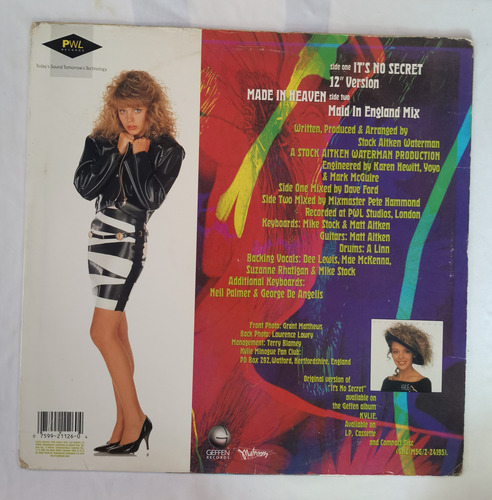 PWL
RECORDS
Today's Sound Tomorrow's Technology
side one IT'S NO SECRET
12" Version
MADE IN HEAVEN side two
Maid In England Mix
Written, Produced & Arranged by
Stock Aitken Waterman
A STOCK AITKEN WATERMAN PRODUCTION
Engineered by Karen Hewitt, Yoyo
& Mark McGuire
Side One Mixed by Dave Ford
Side Two Mixed by Mixmaster Pete Hammond
Recorded at PWL Studios, London
Keyboards: Mike Stock & Matt Aitken
Guitars: Matt Aitken
Drums: A Linn
Backing Vocals: Dee Lewis, Mae McKenna,
Suzanne Rhatigan & Mike Stock
Additional Keyboards:
Neil Palmer & George De Angelis
Front Photo: Grant Matthews
Back Photo: Laurence Lawry
Management: Terry Blamey
Kylie Minogue Fan Club:
PO Box 292, Watford, Hertfordshire, England
Original version of
"It's No Secret"
available on
the Geffen album
KYLIE.
Available on
LP, Cassette
and Compact Disc
7599-21126-0
GEFFEN
RECORDS
Mushroom